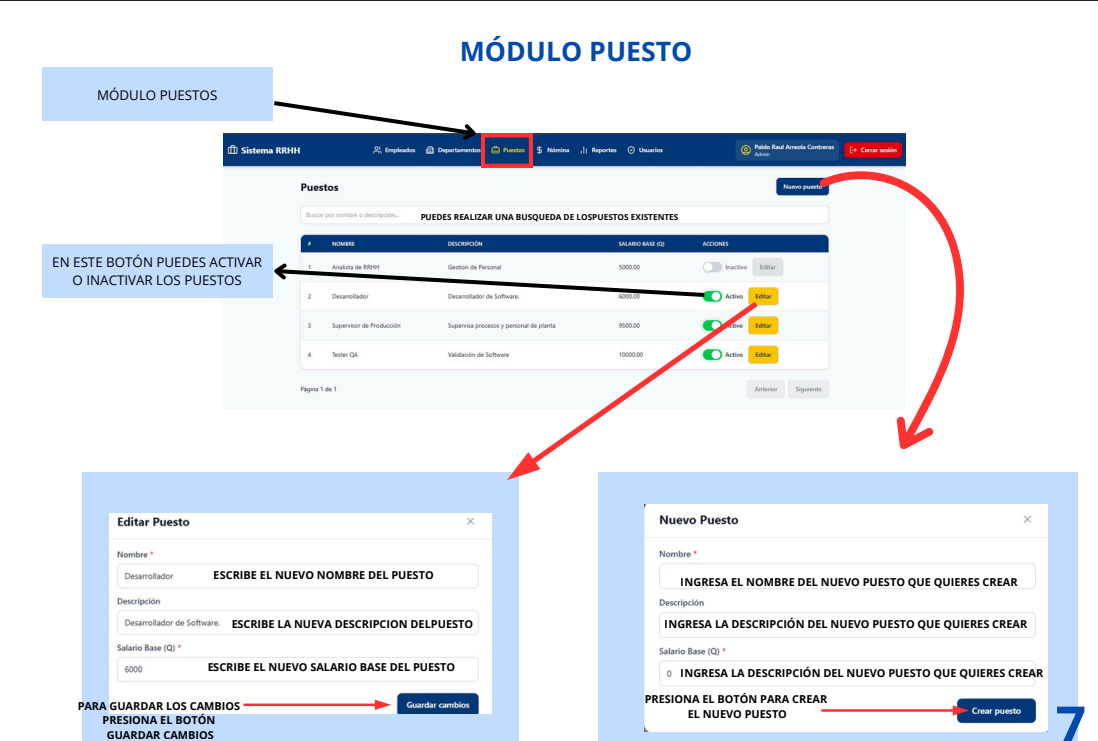 MÓDULO PUESTO
MÓDULO PUESTOS
Sistema RRHH
Empleados
Departamentos
Puestos
$ Nómina
Reportes
Usuarios
Pablo Raul Arreola Contreras
Admin
Cerrar sesión
Puestos
Nuevo puesto
Buscar por nombre o descripción...
PUEDES REALIZAR UNA BUSQUEDA DE LOSPUESTOS EXISTENTES
EN ESTE BOTÓN PUEDES ACTIVAR
O INACTIVAR LOS PUESTOS
# NOMBRE DESCRIPCIÓN SALARIO BASE (Q) ACCIONES
1 Analista de RRHH Gestion de Personal 5000.00 Inactivo Editar
2 Desarrollador Desarrollador de Software. 6000.00 Activo Editar
3 Supervisor de Producción Supervisa procesos y personal de planta 9500.00 Activo Editar
4 Tester QA Validación de Software 10000.00 Activo Editar
Página 1 de 1
Anterior
Siguiente
Editar Puesto
×
Nombre *
Desarrollador
ESCRIBE EL NUEVO NOMBRE DEL PUESTO
Descripción
Desarrollador de Software.
ESCRIBE LA NUEVA DESCRIPCION DELPUESTO
Salario Base (Q) *
6000
ESCRIBE EL NUEVO SALARIO BASE DEL PUESTO
PARA GUARDAR LOS CAMBIOS
PRESIONA EL BOTÓN
GUARDAR CAMBIOS
Guardar cambios
Nuevo Puesto
×
Nombre *
INGRESA EL NOMBRE DEL NUEVO PUESTO QUE QUIERES CREAR
Descripción
INGRESA LA DESCRIPCIÓN DEL NUEVO PUESTO QUE QUIERES CREAR
Salario Base (Q) *
0
INGRESA LA DESCRIPCIÓN DEL NUEVO PUESTO QUE QUIERES CREAR
PRESIONA EL BOTÓN PARA CREAR
EL NUEVO PUESTO
Crear puesto
7